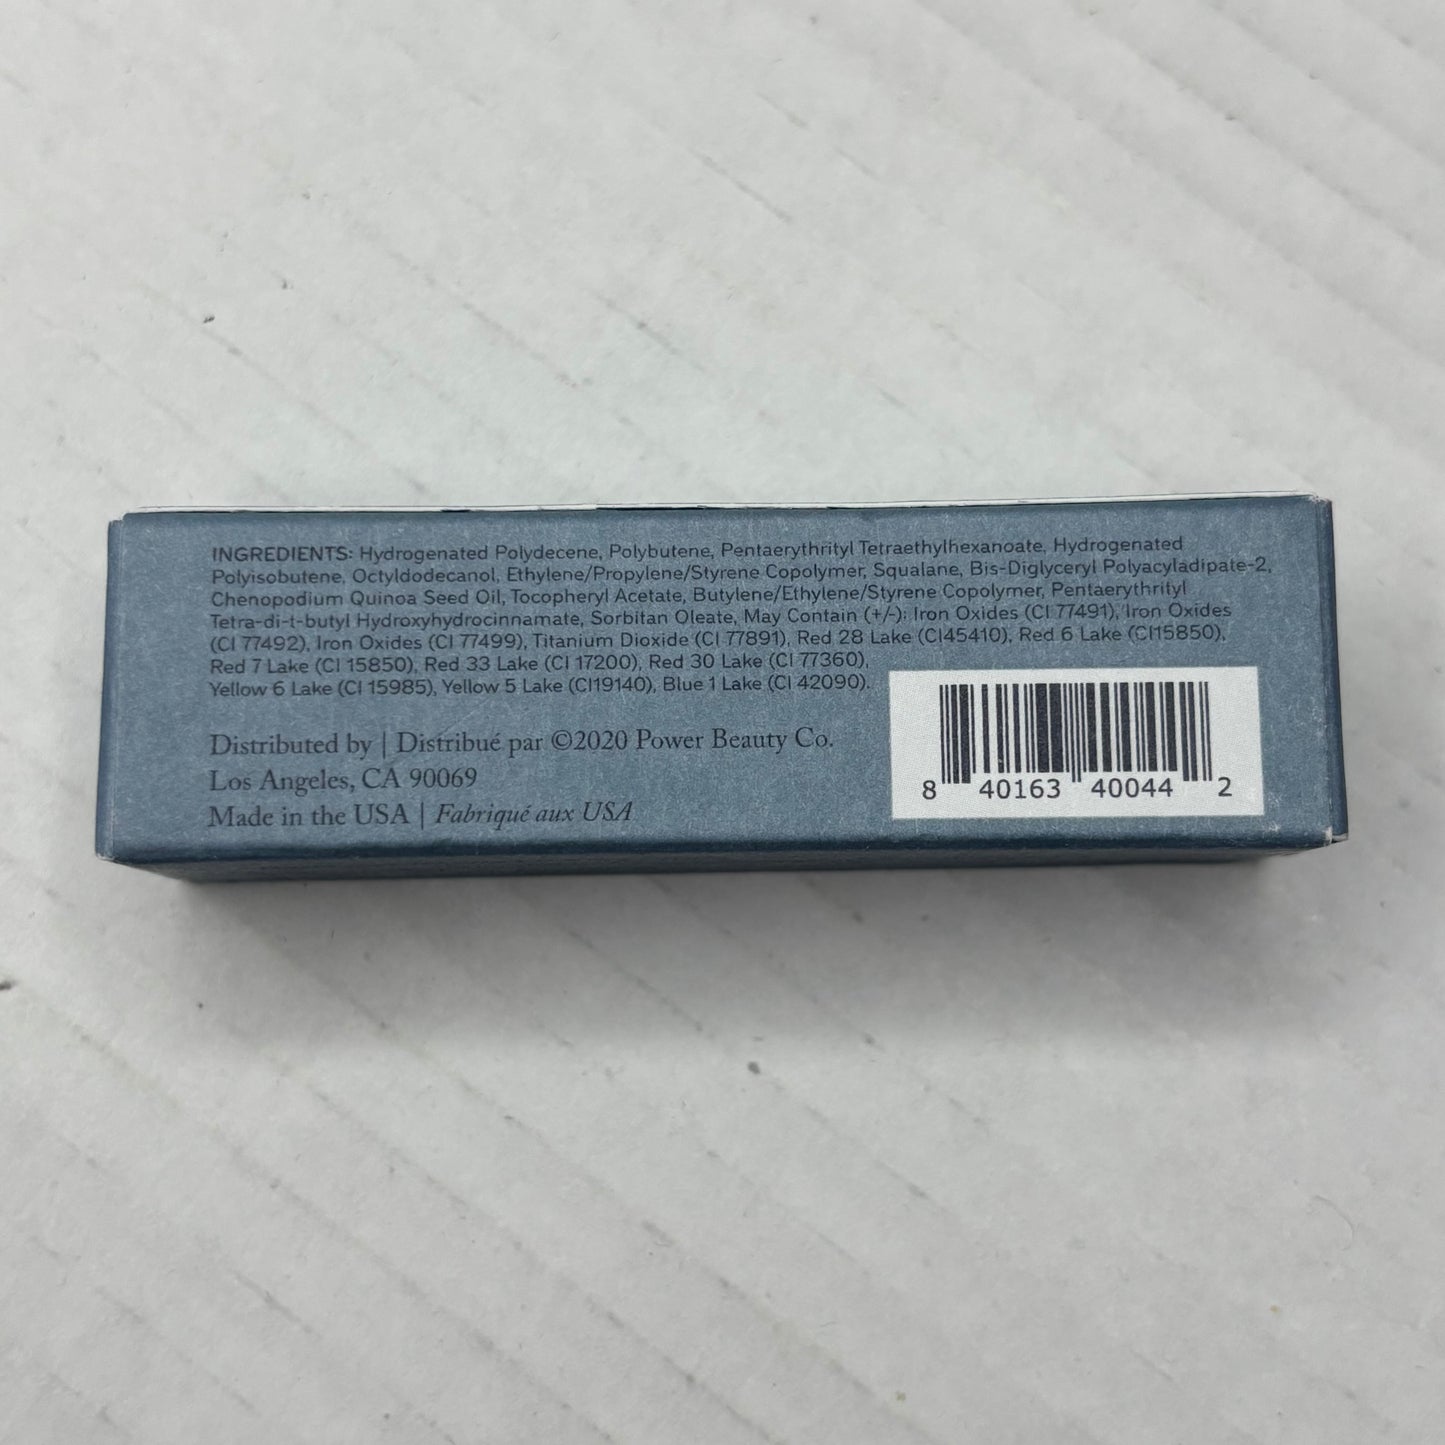 INGREDIENTS: Hydrogenated Polydecene, Polybutene, Pentaerythrityl Tetraethylhexanoate, Hydrogenated
Polyisobutene, Octyldodecanol, Ethylene/Propylene/Styrene Copolymer, Squalane, Bis-Diglyceryl Polyacyladipate-2,
Chenopodium Quinoa Seed Oil, Tocopheryl Acetate, Butylene/Ethylene/Styrene Copolymer, Pentaerythrityl
Tetra-di-t-butyl Hydroxyhydrocinnamate, Sorbitan Oleate, May Contain (+/-): Iron Oxides (CI 77491), Iron Oxides
(CI 77492), Iron Oxides (CI 77499), Titanium Dioxide (CI 77891), Red 28 Lake (CI45410), Red 6 Lake (CI15850),
Red 7 Lake (CI 15850), Red 33 Lake (CI 17200), Red 30 Lake (CI 77360),
Yellow 6 Lake (CI 15985), Yellow 5 Lake (CI19140), Blue 1 Lake (CI 42090).
Distributed by | Distribué par ©2020 Power Beauty Co.
Los Angeles, CA 90069
Made in the USA | Fabriqué aux USA
8 40163 40044 2